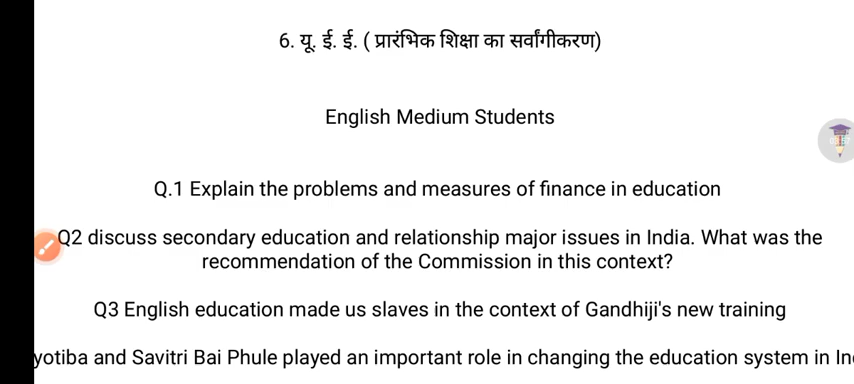 6. यू. ई. ई. ( प्रारंभिक शिक्षा का सर्वांगीकरण)
English Medium Students
Q.1 Explain the problems and measures of finance in education
Q2 discuss secondary education and relationship major issues in India. What was the
recommendation of the Commission in this context?
Q3 English education made us slaves in the context of Gandhiji's new training
yotiba and Savitri Bai Phule played an important role in changing the education system in In